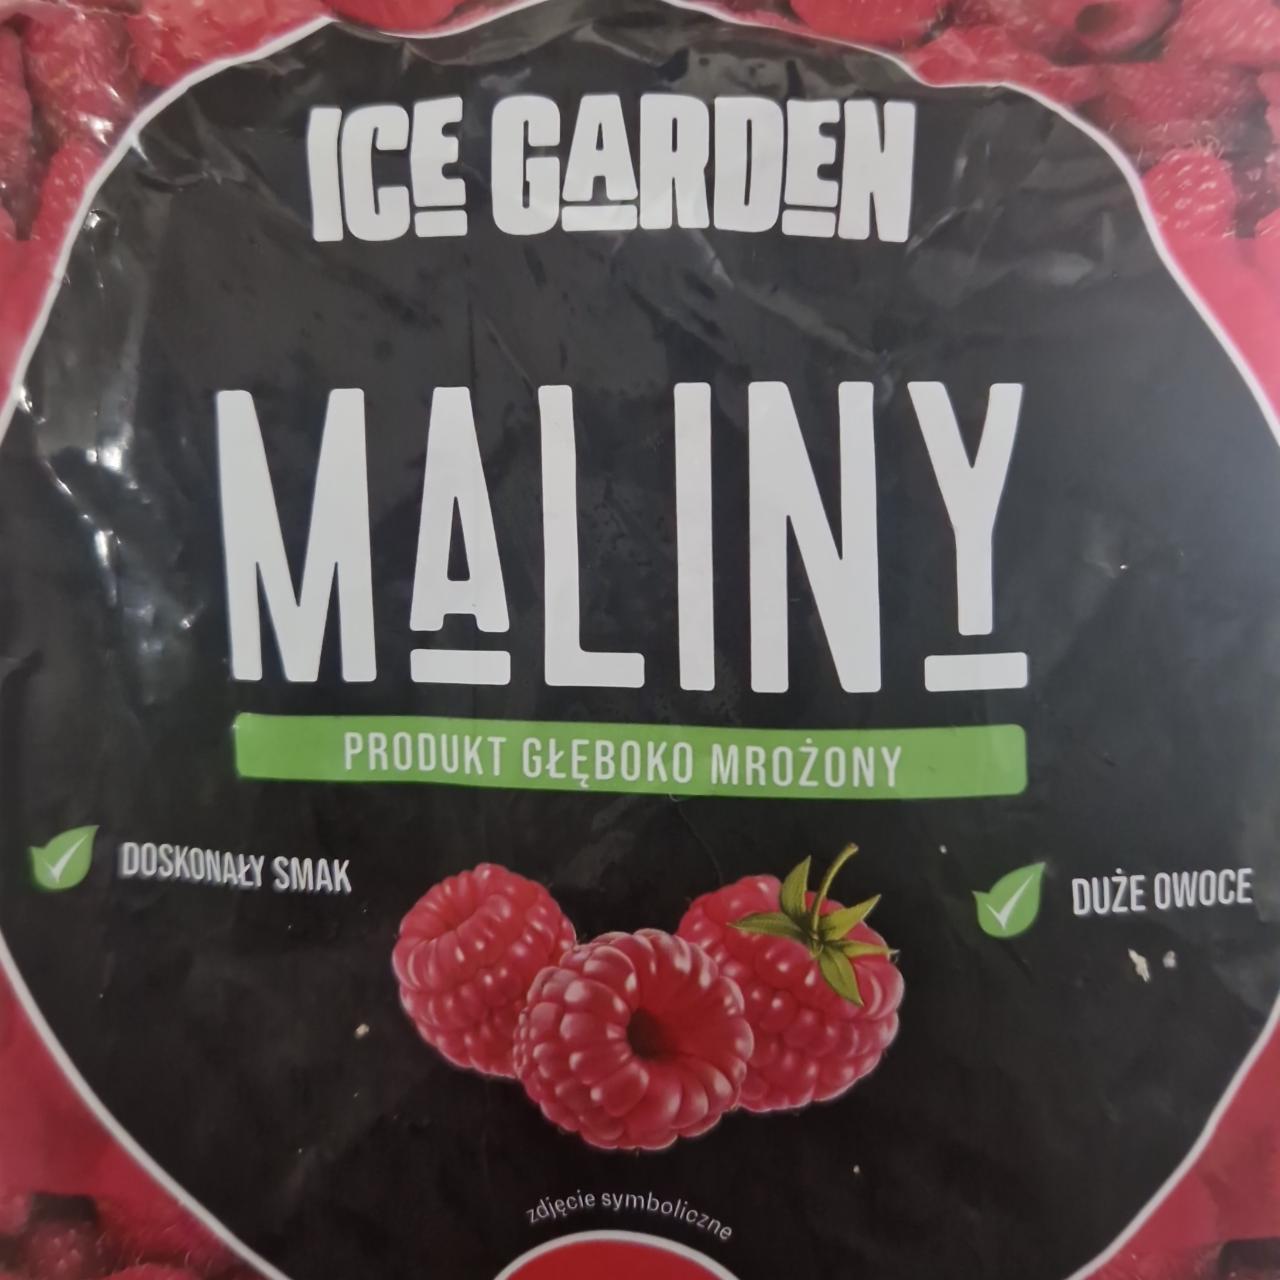 ICE GARDEN
MALINY
PRODUKT GŁĘBOKO MROŻONY
DOSKONAŁY SMAK
DUŻE OWOCE
zdjęcie symboliczne